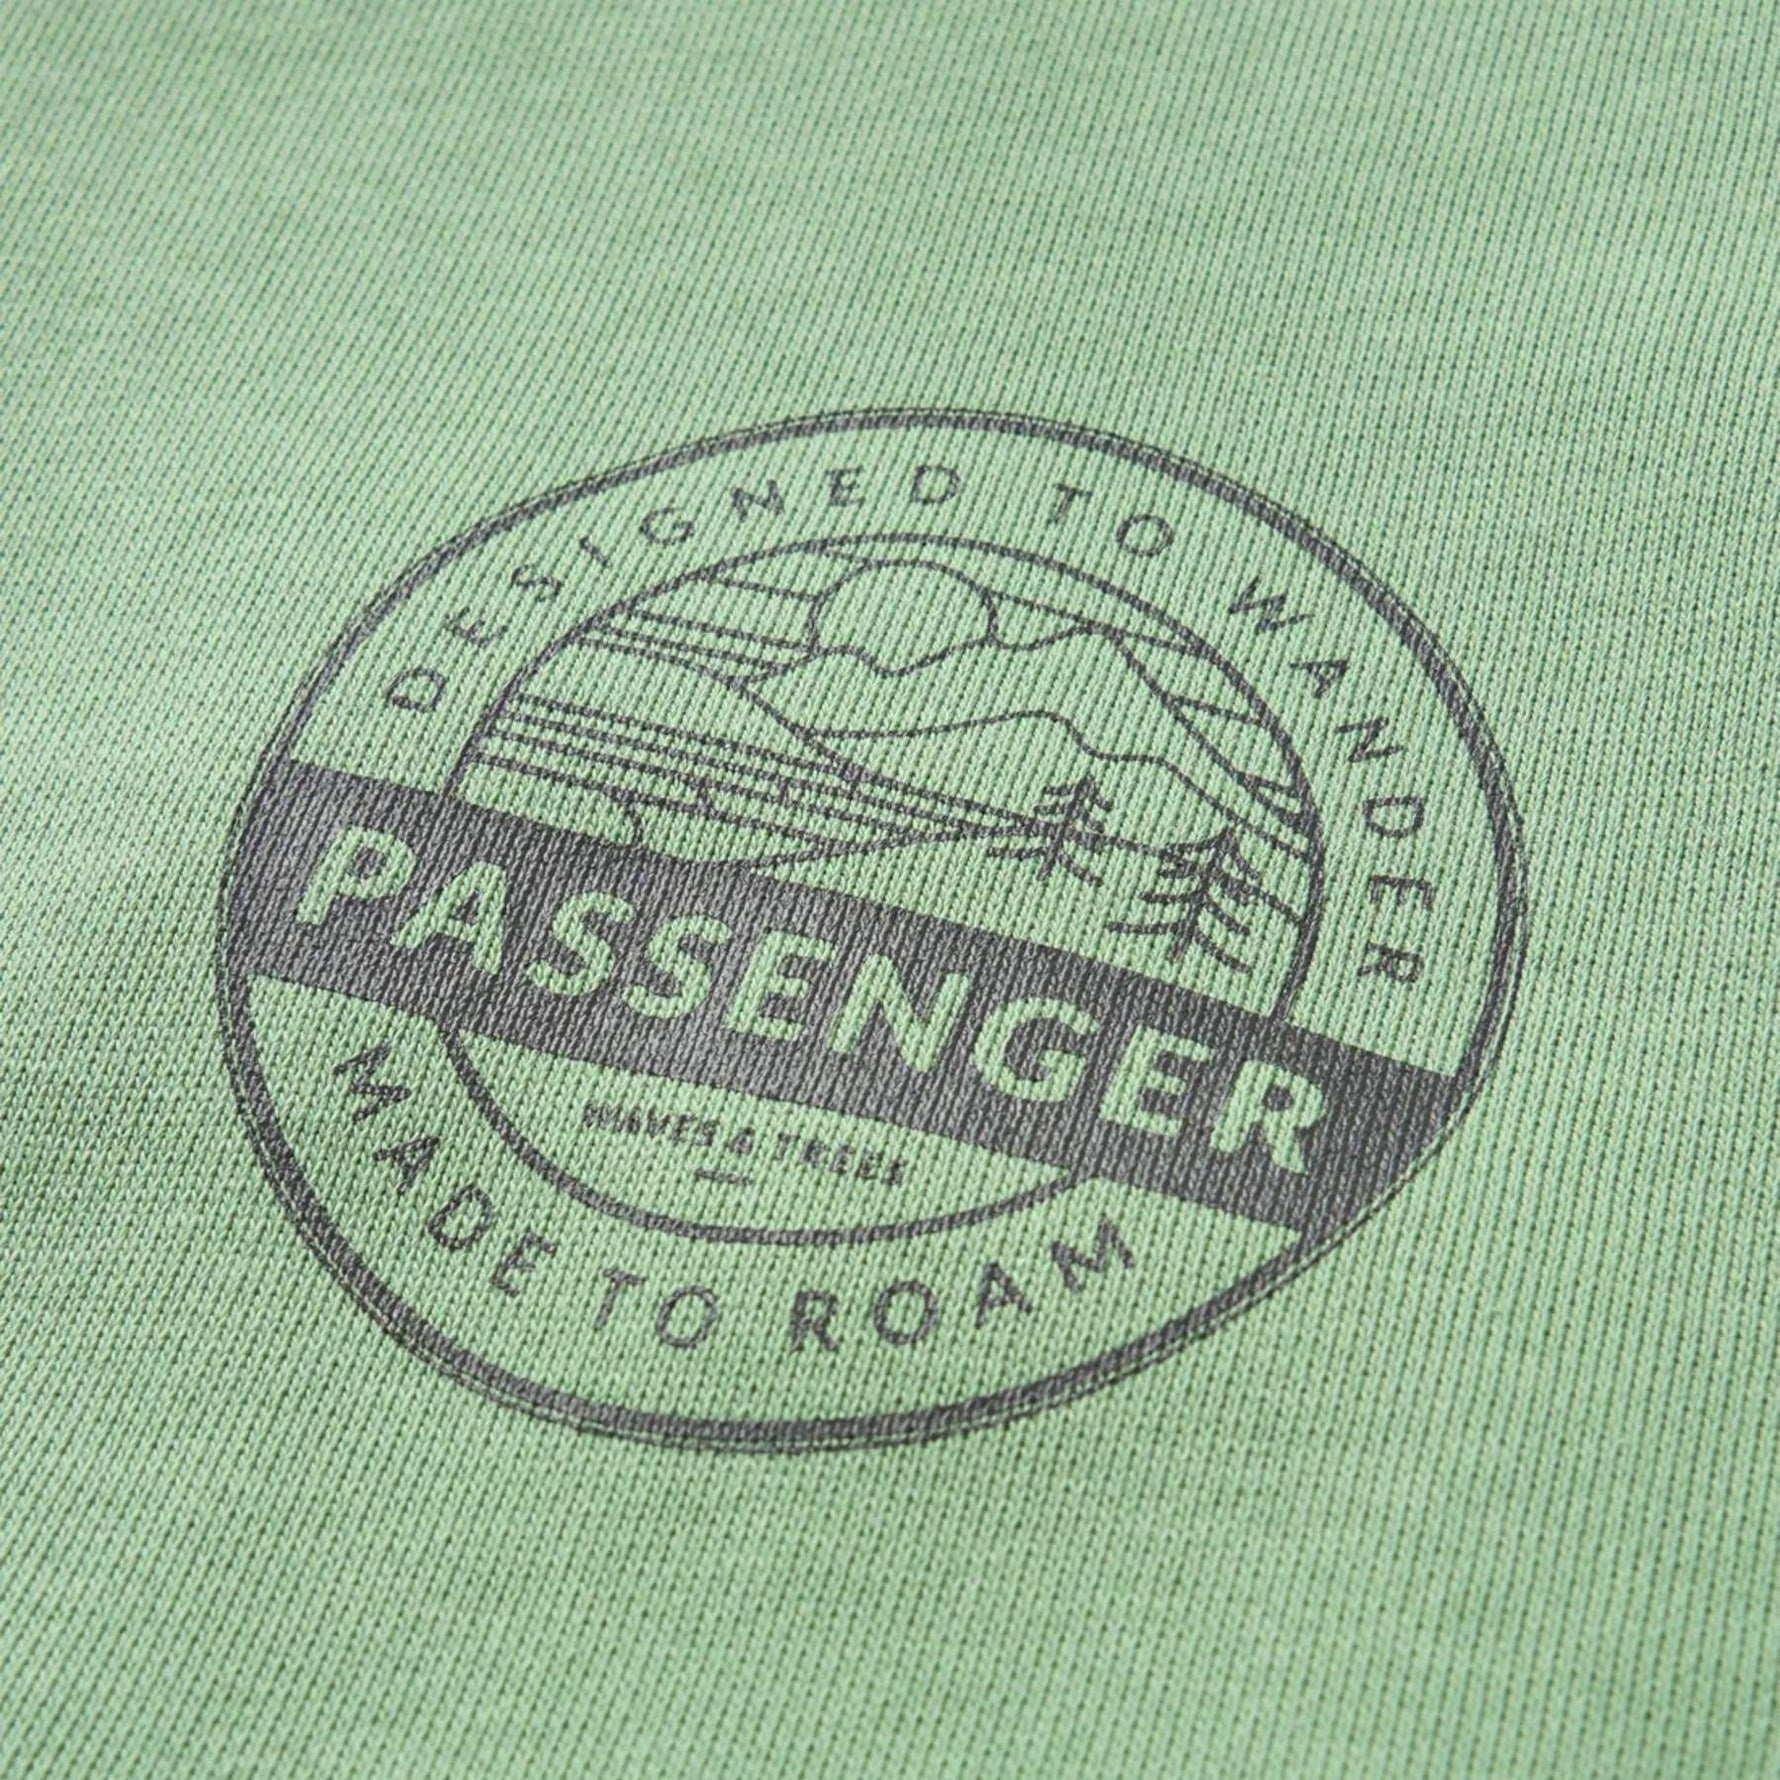 DESIGNED TO WANDER
PASSENGER
WAVES & TREES
MADE TO ROAM